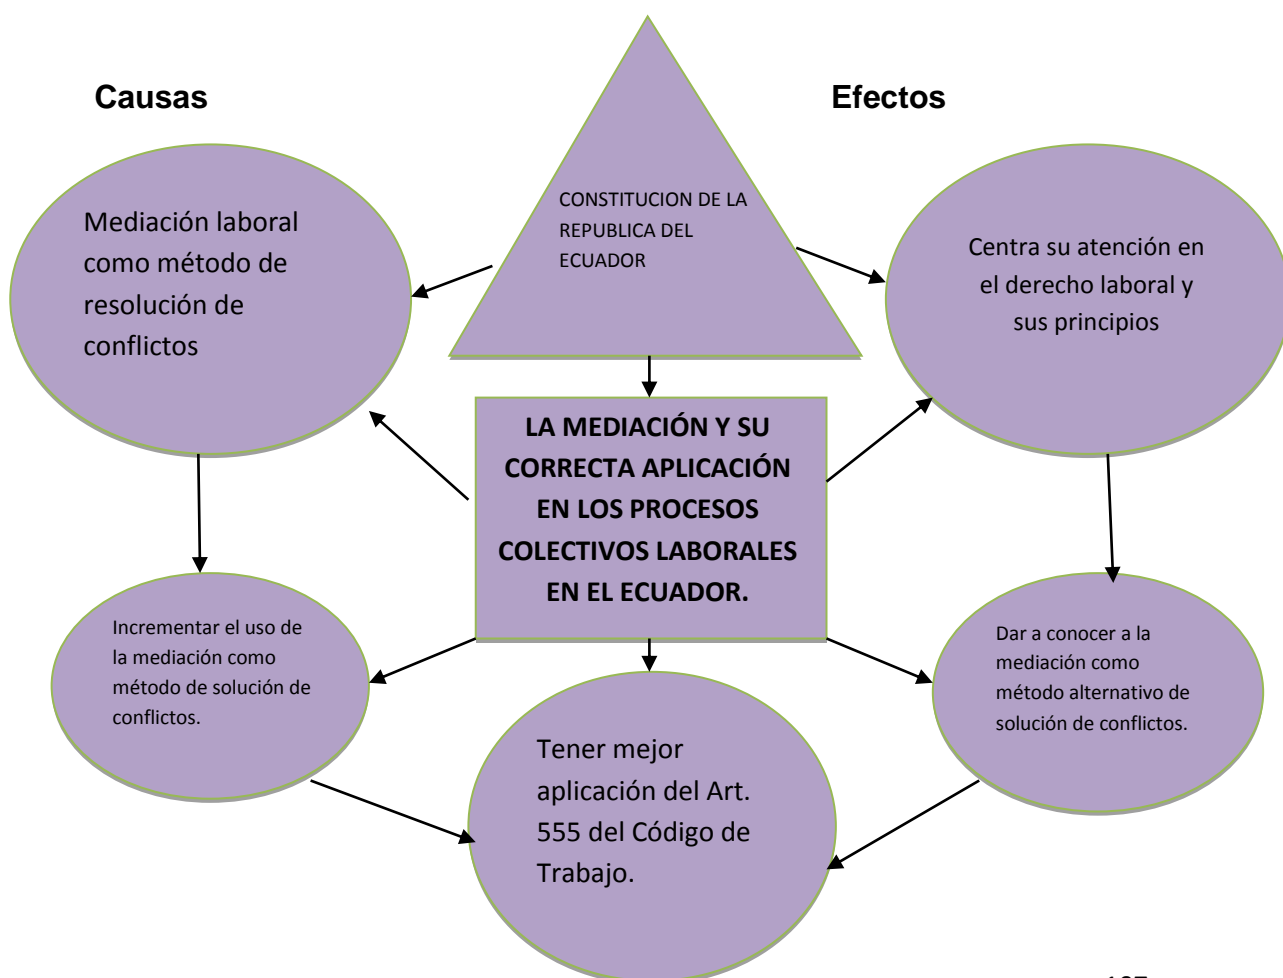 Causas
Efectos
CONSTITUCION DE LA
REPUBLICA DEL
ECUADOR
Mediación laboral
como método de
resolución de
conflictos
Centra su atención en
el derecho laboral y
sus principios
LA MEDIACIÓN Y SU
CORRECTA APLICACIÓN
EN LOS PROCESOS
COLECTIVOS LABORALES
EN EL ECUADOR.
Incrementar el uso de
la mediación como
método de solución de
conflictos.
Dar a conocer a la
mediación como
método alternativo de
solución de conflictos.
Tener mejor
aplicación del Art.
555 del Código de
Trabajo.